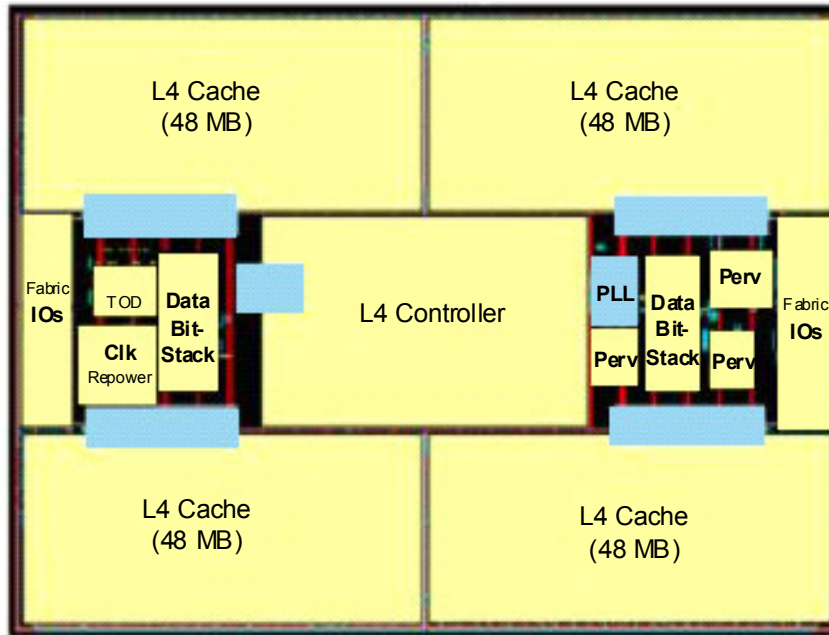 L4 Cache
(48 MB)
L4 Cache
(48 MB)
Fabric
IOs
TOD
Clk
Repower
Data
Bit-
Stack
L4 Controller
PLL
Perv
Data
Bit-
Stack
Perv
Perv
Fabric
IOs
L4 Cache
(48 MB)
L4 Cache
(48 MB)